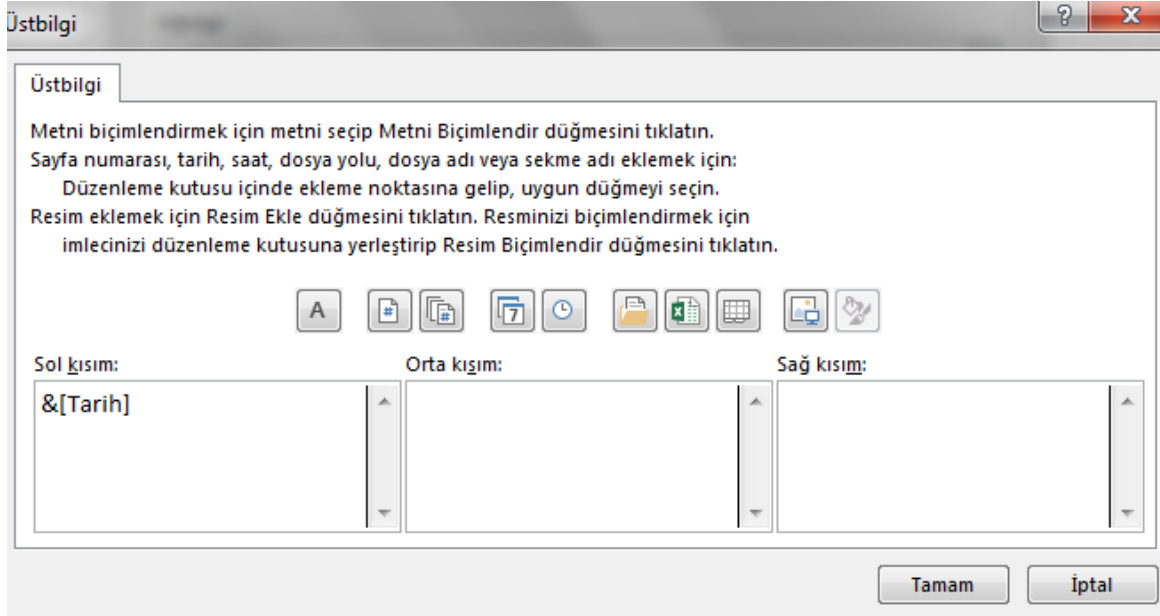 Üstbilgi
Üstbilgi
Metni biçimlendirmek için metni seçip Metni Biçimlendir düğmesini tıklatın.
Sayfa numarası, tarih, saat, dosya yolu, dosya adı veya sekme adı eklemek için:
Düzenleme kutusu içinde ekleme noktasına gelip, uygun düğmeyi seçin.
Resim eklemek için Resim Ekle düğmesini tıklatın. Resminizi biçimlendirmek için
imlecinizi düzenleme kutusuna yerleştirip Resim Biçimlendir düğmesini tıklatın.
A # # 7
Sol kısım: Orta kısım: Sağ kısım:
&[Tarih]
Tamam İptal